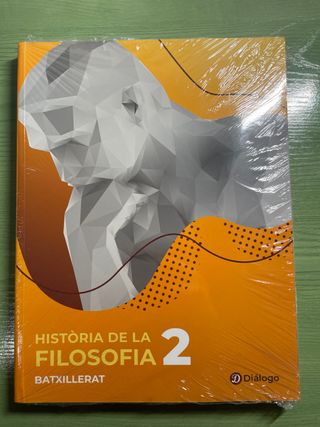 HISTÒRIA DE LA
FILOSOFIA 2
BATXILLERAT
Diálogo